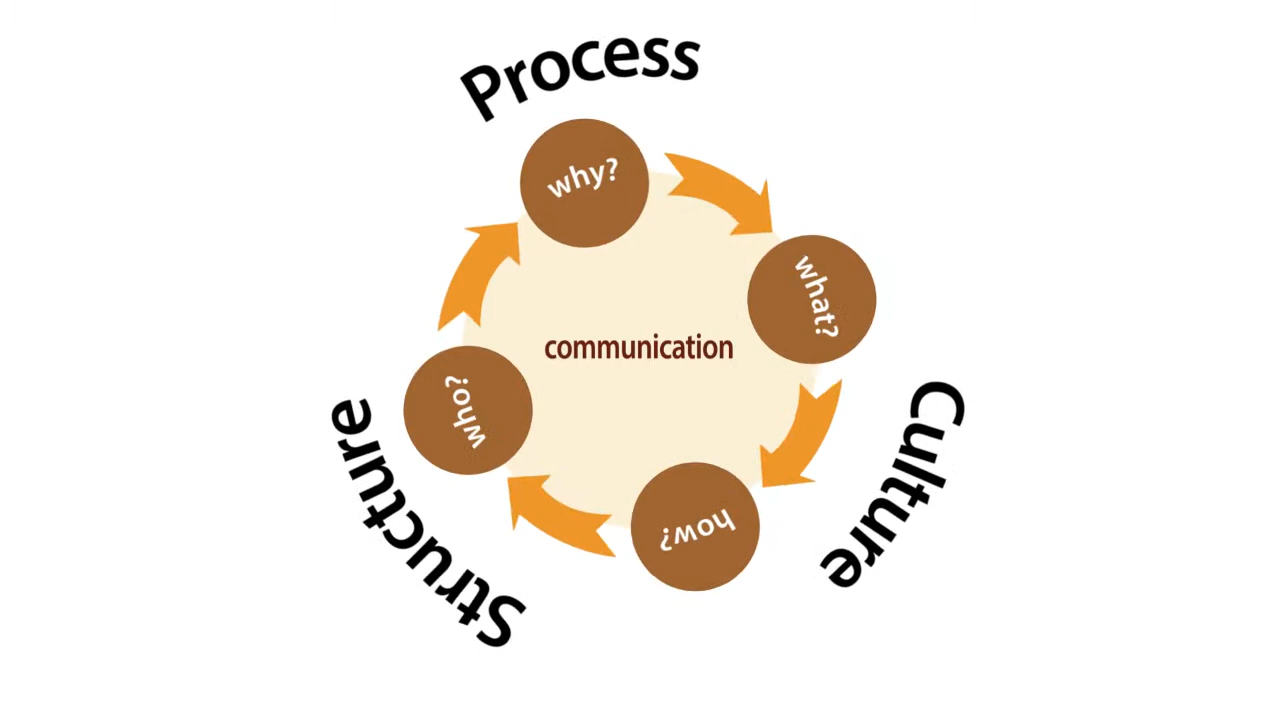 Process
why?
what?
communication
who?
how?
Culture
Structure